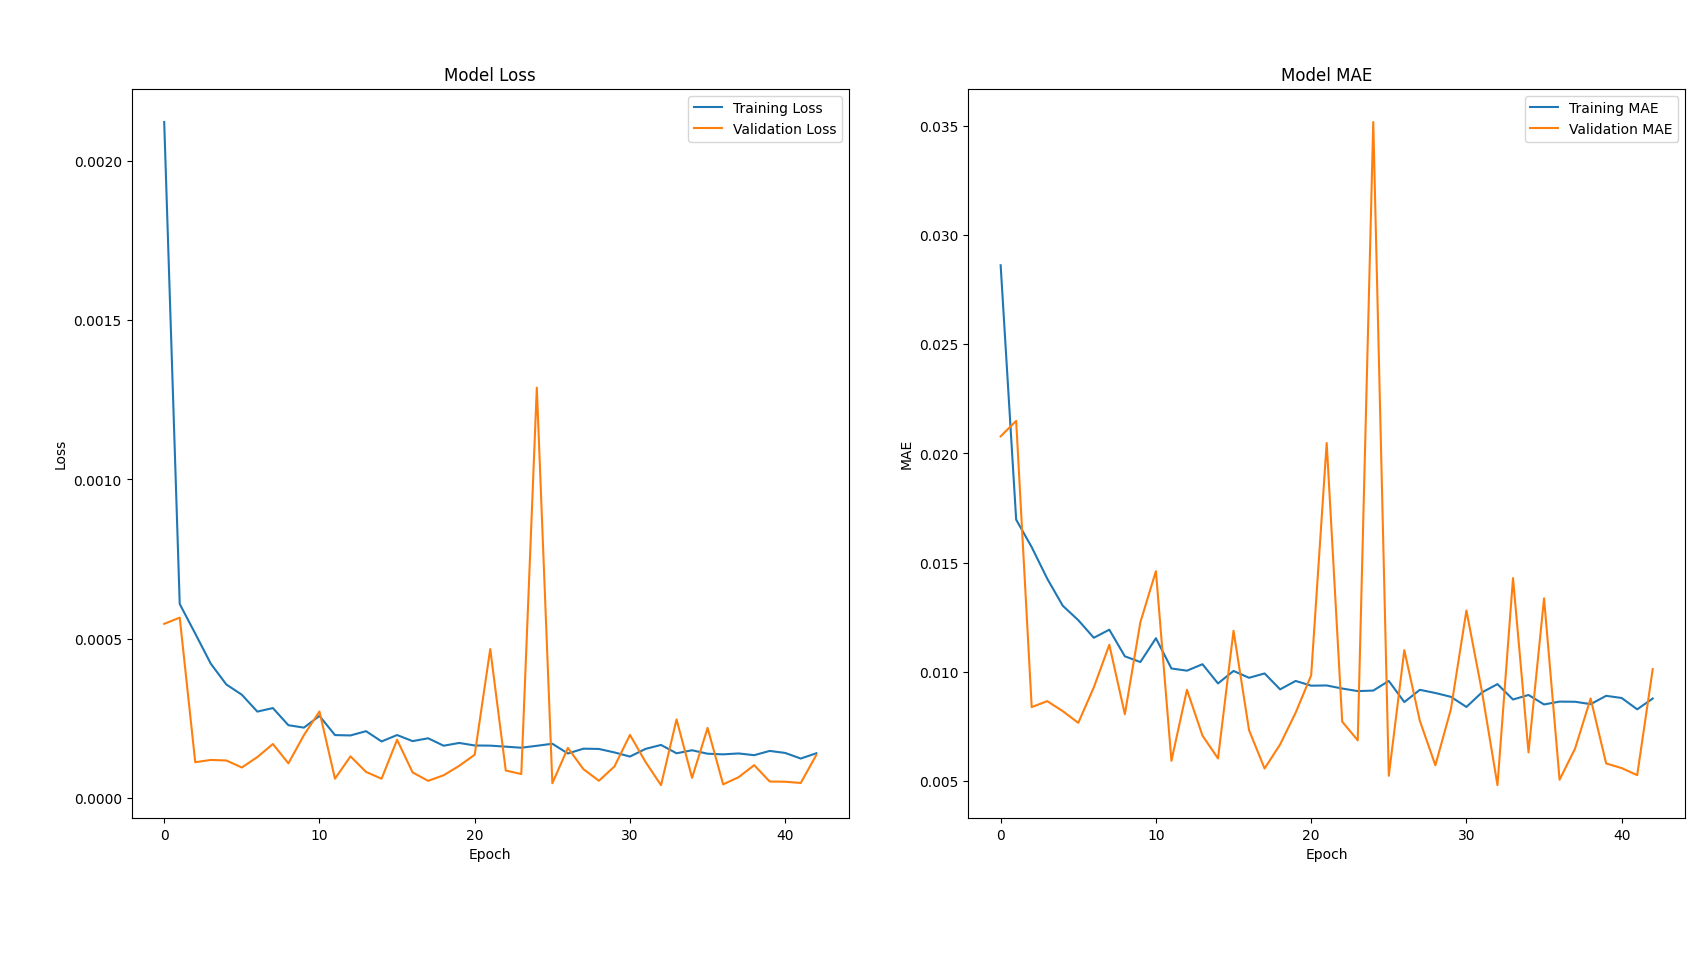 Model Loss
Training Loss
Validation Loss
0.0020
0.0015
0.0010
0.0005
0.0000
Loss
0 10 20 30 40
Epoch
Model MAE
Training MAE
Validation MAE
0.035
0.030
0.025
0.020
0.015
0.010
0.005
MAE
0 10 20 30 40
Epoch